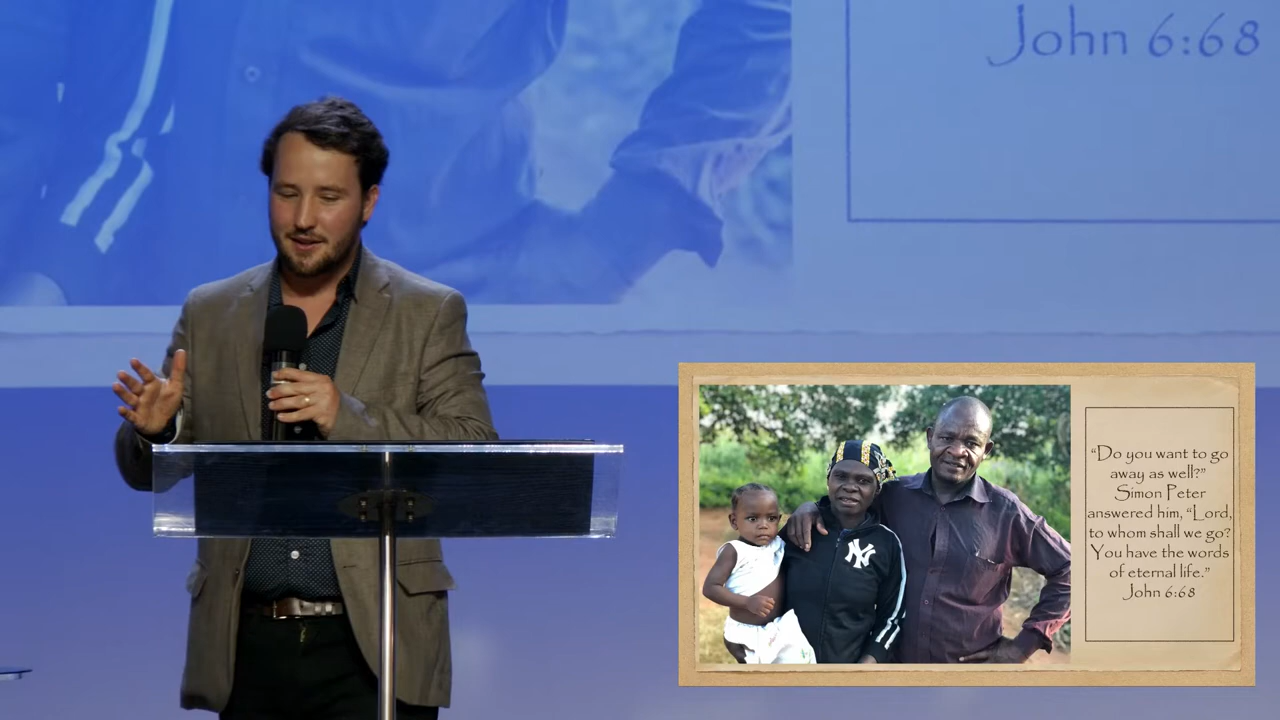 John 6:68
NY
“Do you want to go
away as well?”
Simon Peter
answered him, “Lord,
to whom shall we go?
You have the words
of eternal life.”
John 6:68